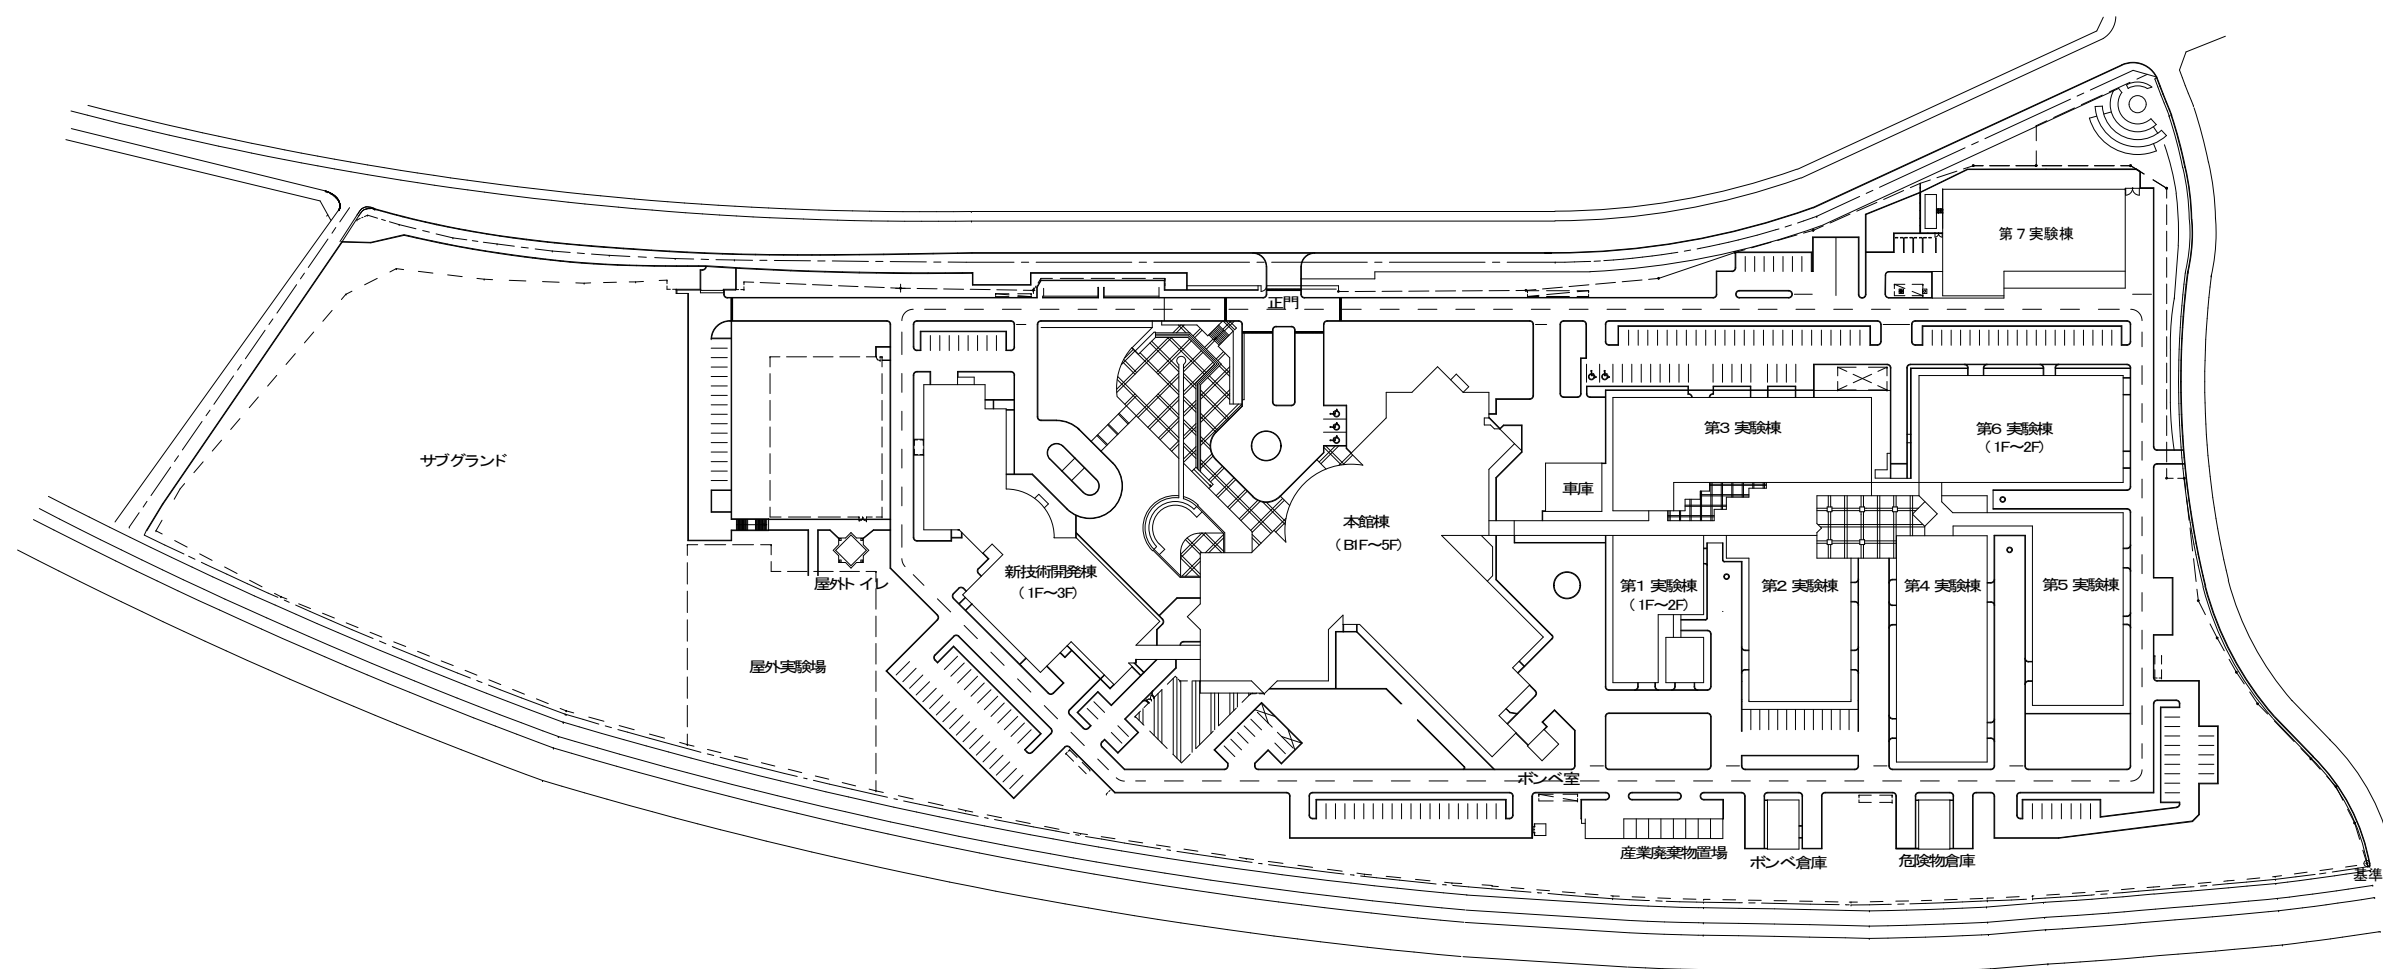 第７実験棟
正門
第3 実験棟
第6 実験棟
（1F～2F）
サブグランド
車庫
本館棟
（B1F～5F）
新技術開発棟
（1F～3F）
屋外トイレ
第1 実験棟
（1F～2F）
第2 実験棟
第4 実験棟
第5 実験棟
屋外実験場
ボンベ室
産業廃棄物置場
ボンベ倉庫
危険物倉庫
基準